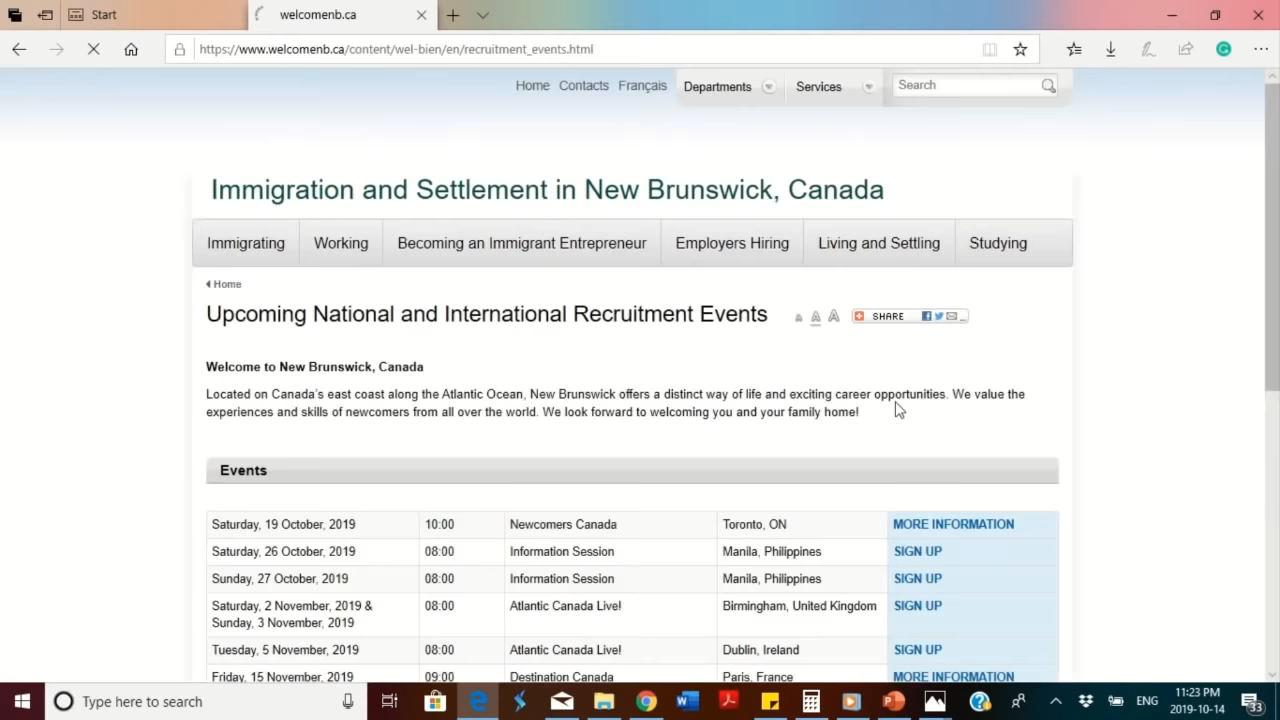 Start
welcomenb.ca
https://www.welcomenb.ca/content/wel-bien/en/recruitment_events.html
Home Contacts Français Departments Services Search
Immigration and Settlement in New Brunswick, Canada
Immigrating Working Becoming an Immigrant Entrepreneur Employers Hiring Living and Settling Studying
Home
Upcoming National and International Recruitment Events A A A SHARE
Welcome to New Brunswick, Canada
Located on Canada's east coast along the Atlantic Ocean, New Brunswick offers a distinct way of life and exciting career opportunities. We value the
experiences and skills of newcomers from all over the world. We look forward to welcoming you and your family home!
Events
Saturday, 19 October, 2019 10:00 Newcomers Canada Toronto, ON MORE INFORMATION
Saturday, 26 October, 2019 08:00 Information Session Manila, Philippines SIGN UP
Sunday, 27 October, 2019 08:00 Information Session Manila, Philippines SIGN UP
Saturday, 2 November, 2019 & 08:00 Atlantic Canada Live! Birmingham, United Kingdom SIGN UP
Sunday, 3 November, 2019
Tuesday, 5 November, 2019 08:00 Atlantic Canada Live! Dublin, Ireland SIGN UP
Friday, 15 November, 2019 09:00 Destination Canada Paris, France MORE INFORMATION
Type here to search
ENG
11:23 PM
2019-10-14
33